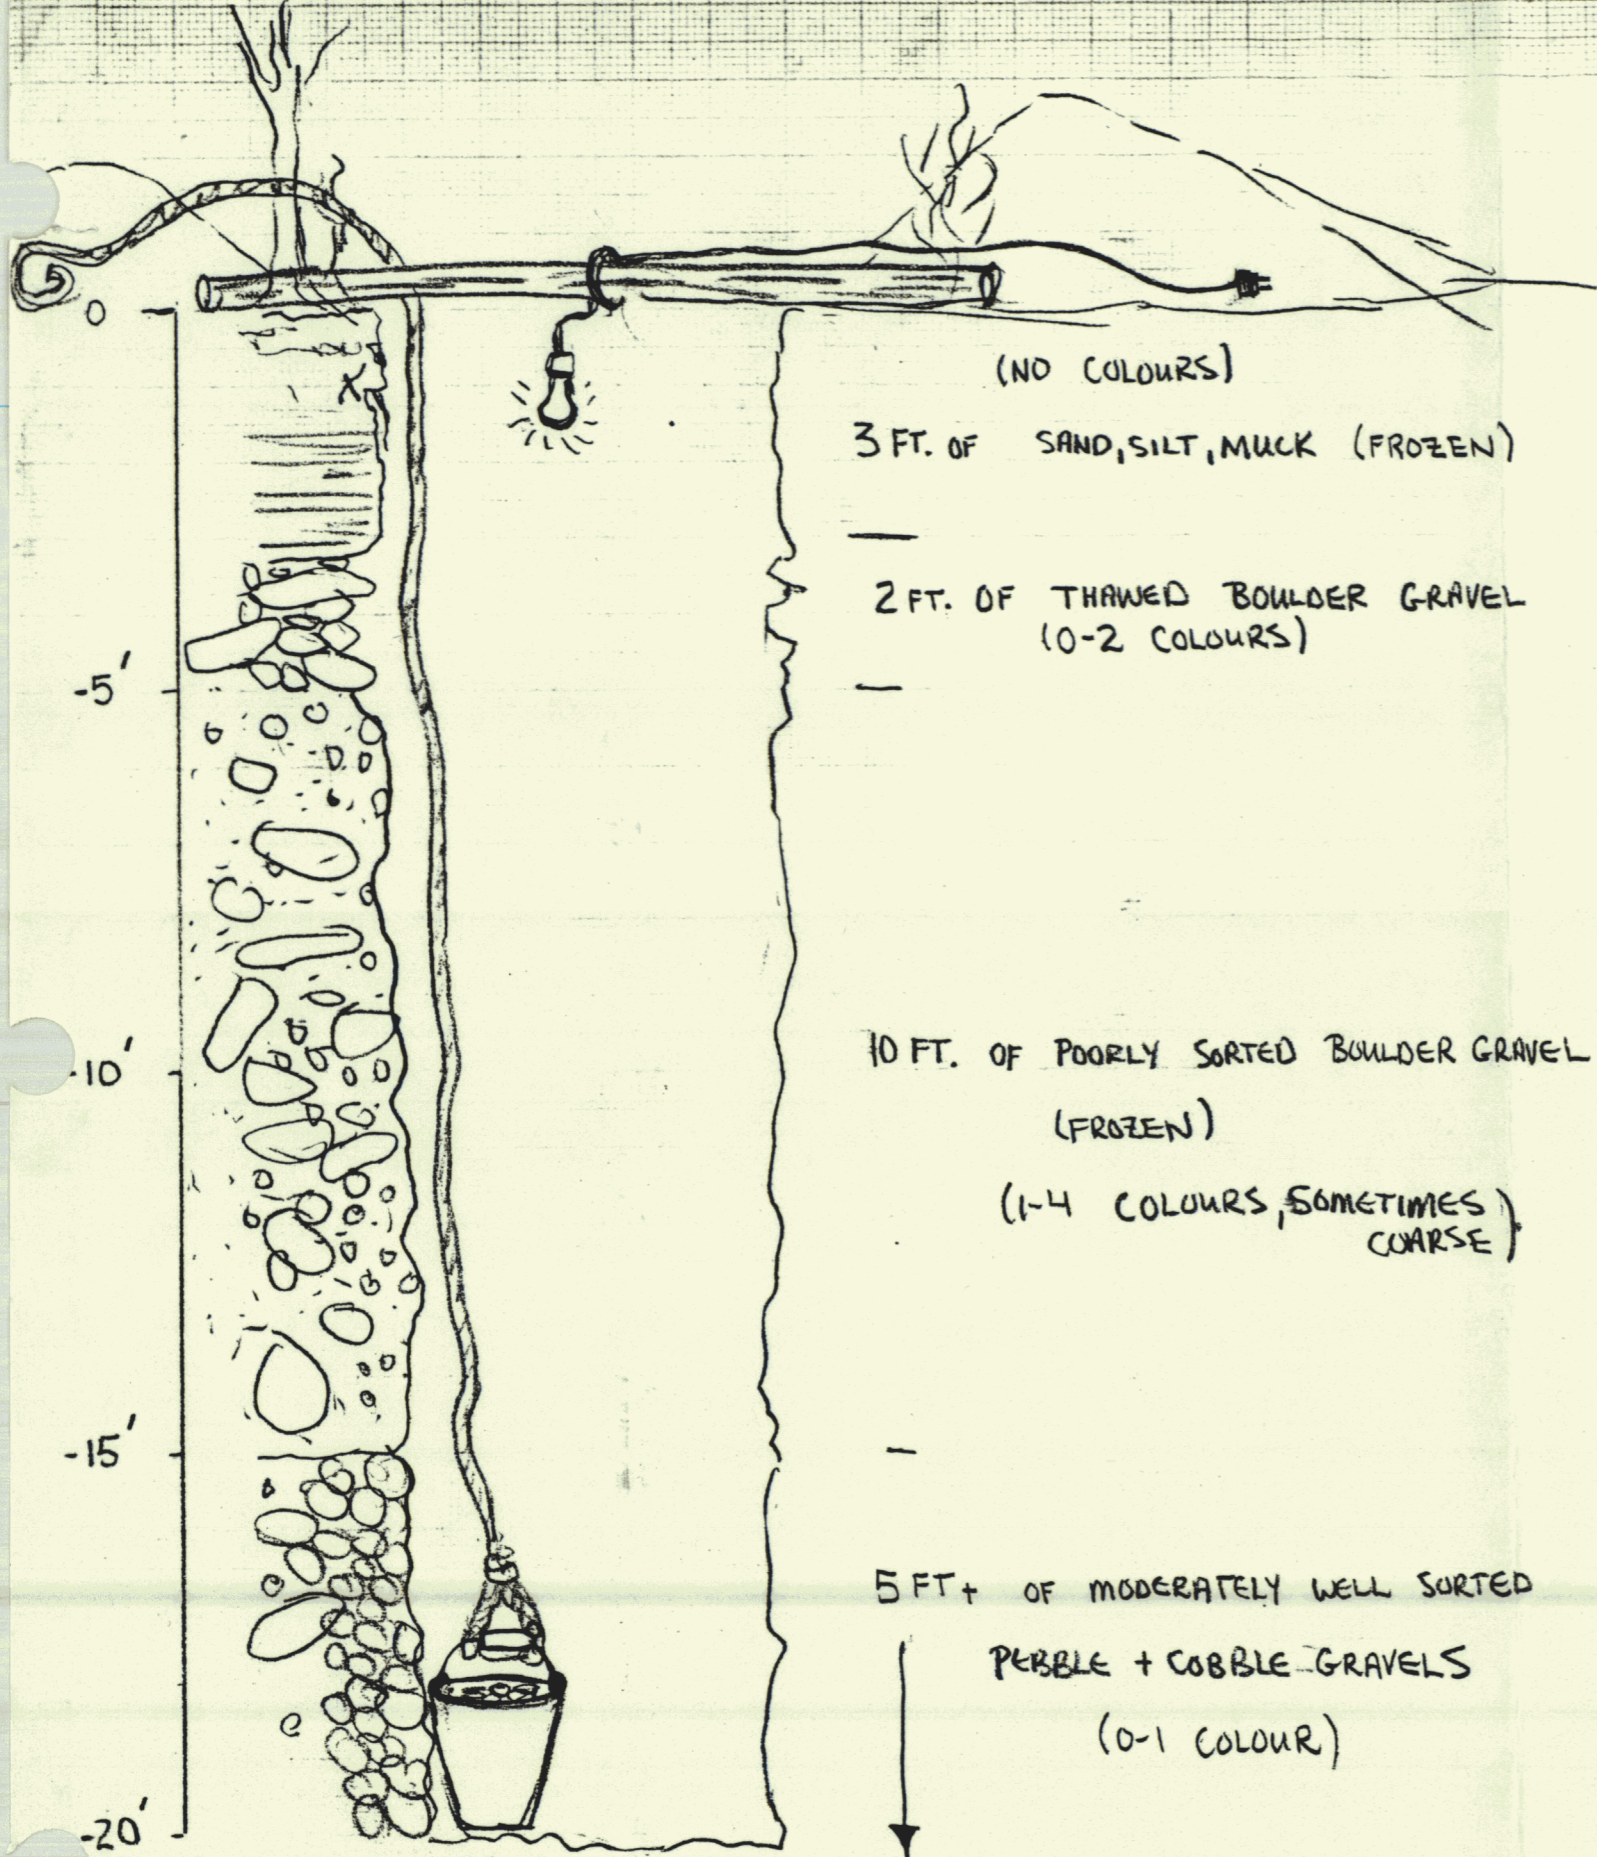 0
(NO COLOURS)
3 FT. OF SAND, SILT, MUCK (FROZEN)
2 FT. OF THAWED BOULDER GRAVEL
(0-2 COLOURS)
-5'
10 FT. OF POORLY SORTED BOULDER GRAVEL
-10'
(FROZEN)
(1-4 COLOURS, SOMETIMES
COARSE)
-15'
5 FT + OF MODERATELY WELL SORTED
PEBBLE + COBBLE GRAVELS
(0-1 COLOUR)
-20'